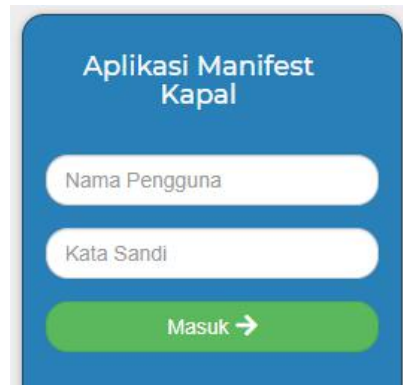 Aplikasi Manifest
Kapal
Nama Pengguna
Kata Sandi
Masuk →